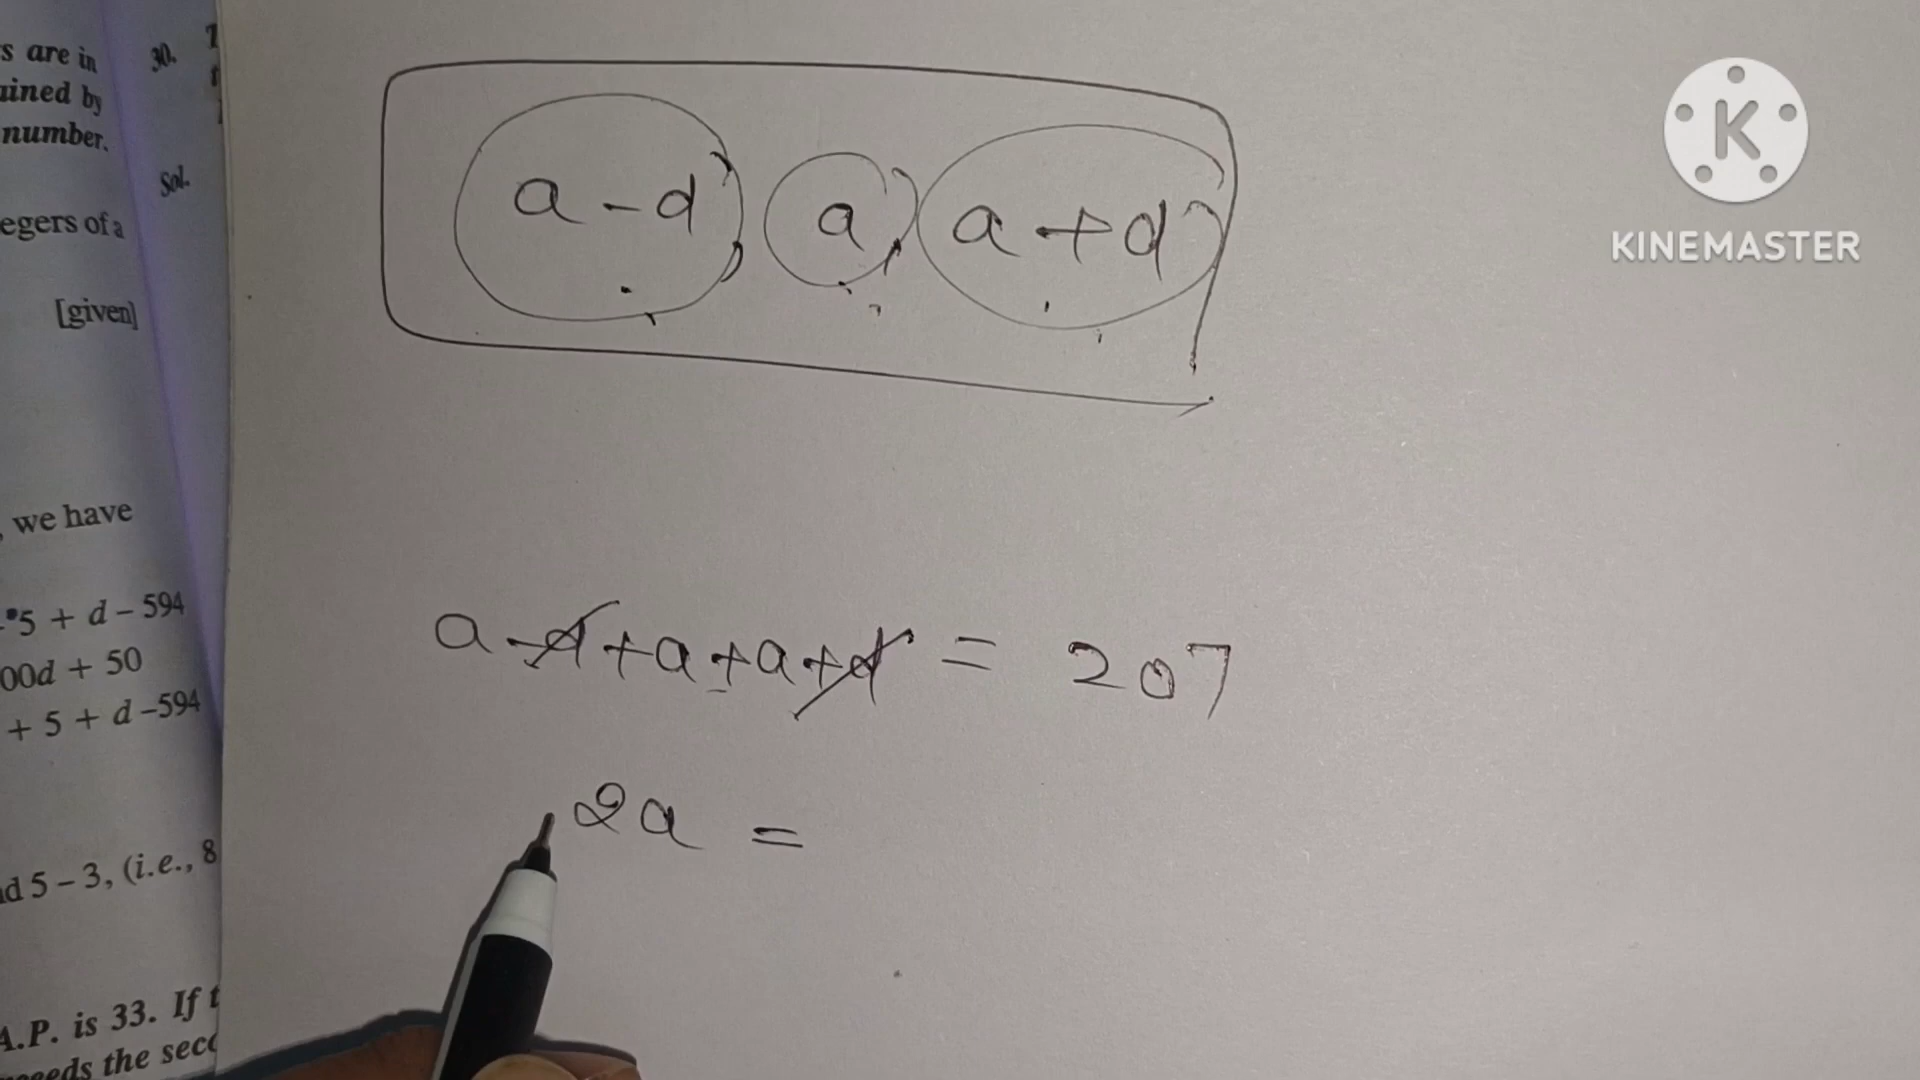 s are in
ained by
number.
egers of a
[given]
, we have
5 + d – 594
00d + 50
+ 5 + d –594
d 5 – 3, (i.e., 8
A.P. is 33. If t
eeds the sec
30.
Sol.
a - d, a, a + d
a - d + a + a + d = 207
2a =
KINEMASTER